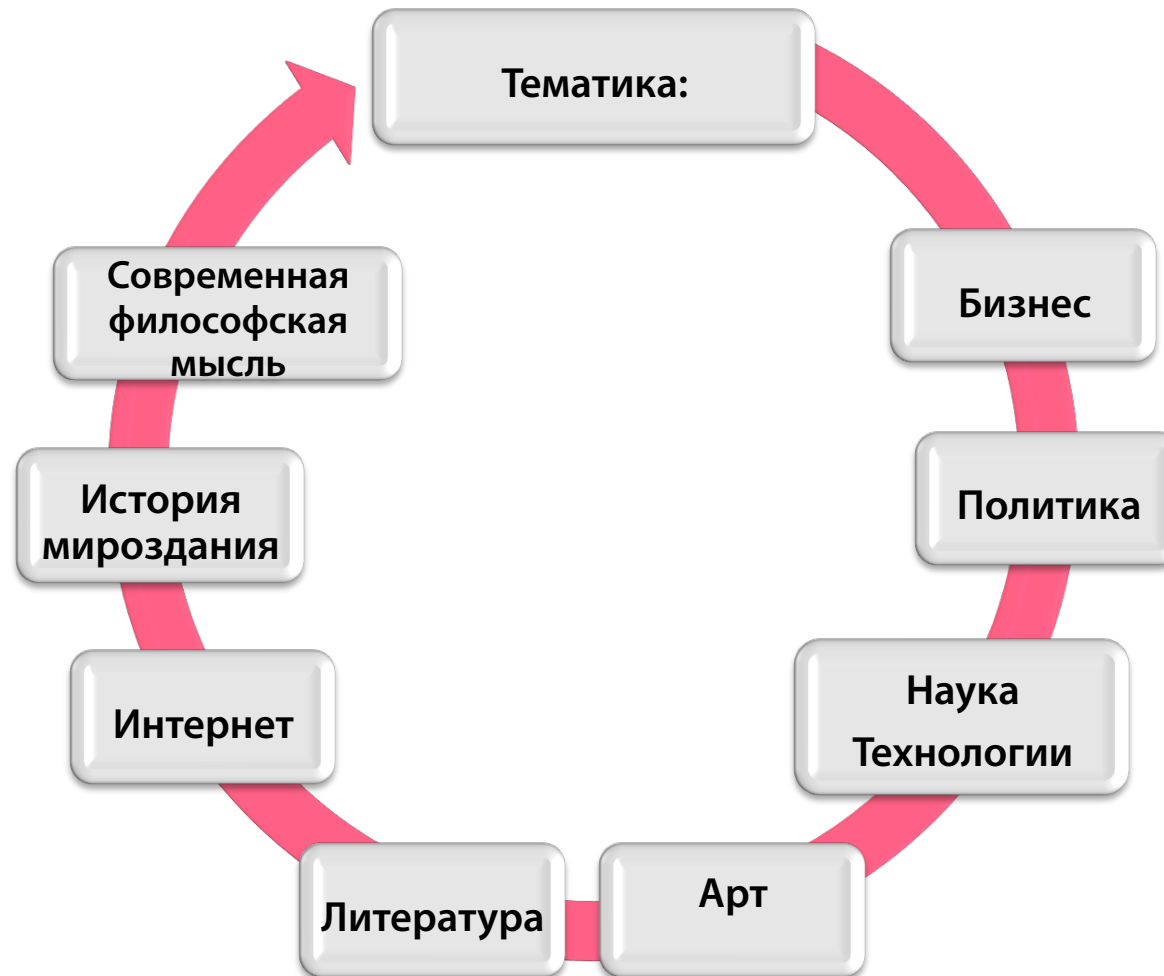 Тематика:
Бизнес
Политика
Наука
Технологии
Арт
Литература
Интернет
История
мироздания
Современная
философская
мысль